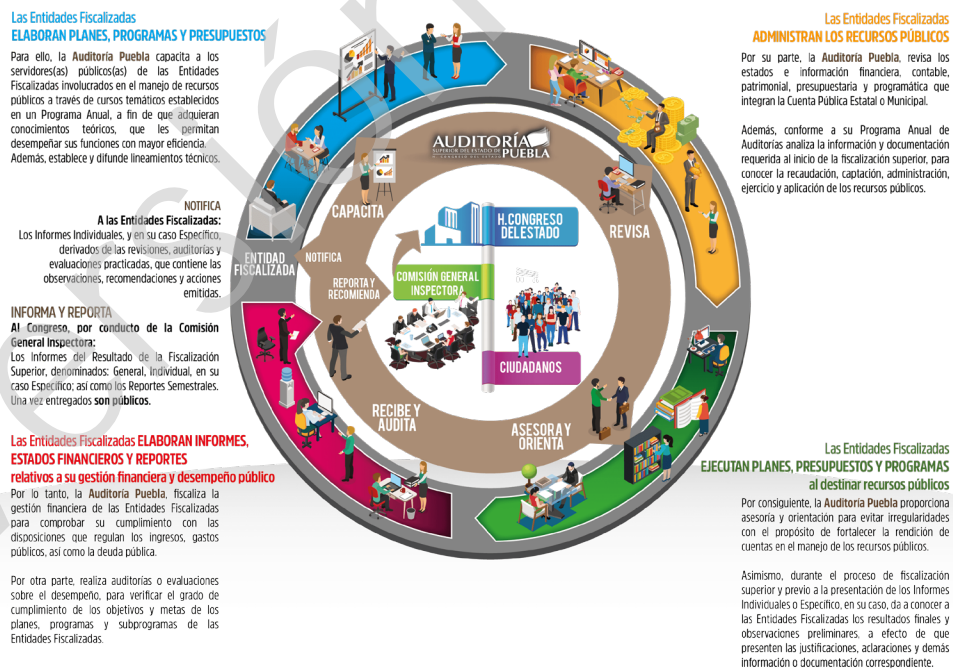 Las Entidades Fiscalizadas
ELABORAN PLANES, PROGRAMAS Y PRESUPUESTOS
Para ello, la Auditoría Puebla capacita a los
servidores(as) públicos(as) de las Entidades
Fiscalizadas involucrados en el manejo de recursos
públicos a través de cursos temáticos establecidos
en un Programa Anual, a fin de que adquieran
conocimientos teóricos, que les permitan
desempeñar sus funciones con mayor eficiencia.
Además, establece y difunde lineamientos técnicos.
NOTIFICA
A las Entidades Fiscalizadas:
Los Informes Individuales, y en su caso Específico,
derivados de las revisiones, auditorías y
evaluaciones practicadas, que contiene las
observaciones, recomendaciones y acciones
emitidas.
INFORMA Y REPORTA
Al Congreso, por conducto de la Comisión
General Inspectora:
Los Informes del Resultado de la Fiscalización
Superior, denominados: General, Individual, en su
caso Específico; así como los Reportes Semestrales.
Una vez entregados son públicos.
Las Entidades Fiscalizadas ELABORAN INFORMES,
ESTADOS FINANCIEROS Y REPORTES
relativos a su gestión financiera y desempeño público
Por lo tanto, la Auditoría Puebla, fiscaliza la
gestión financiera de las Entidades Fiscalizadas
para comprobar su cumplimiento con las
disposiciones que regulan los ingresos, gastos
públicos, así como la deuda pública.
Por otra parte, realiza auditorías o evaluaciones
sobre el desempeño, para verificar el grado de
cumplimiento de los objetivos y metas de los
planes, programas y subprogramas de las
Entidades Fiscalizadas.
AUDITORÍA
SUPERIOR DEL ESTADO DE PUEBLA
H. CONGRESO DEL ESTADO
CAPACITA
REVISA
ENTIDAD
FISCALIZADA
NOTIFICA
REPORTA Y
RECOMIENDA
H. CONGRESO
DEL ESTADO
COMISIÓN GENERAL
INSPECTORA
CIUDADANOS
RECIBE Y
AUDITA
ASESORA Y
ORIENTA
Las Entidades Fiscalizadas
ADMINISTRAN LOS RECURSOS PÚBLICOS
Por su parte, la Auditoría Puebla, revisa los
estados e información financiera, contable,
patrimonial, presupuestaria y programática que
integran la Cuenta Pública Estatal o Municipal.
Además, conforme a su Programa Anual de
Auditorías analiza la información y documentación
requerida al inicio de la fiscalización superior, para
conocer la recaudación, captación, administración,
ejercicio y aplicación de los recursos públicos.
Las Entidades Fiscalizadas
EJECUTAN PLANES, PRESUPUESTOS Y PROGRAMAS
al destinar recursos públicos
Por consiguiente, la Auditoría Puebla proporciona
asesoría y orientación para evitar irregularidades
con el propósito de fortalecer la rendición de
cuentas en el manejo de los recursos públicos.
Asimismo, durante el proceso de fiscalización
superior y previo a la presentación de los Informes
Individuales o Específico, en su caso, da a conocer a
las Entidades Fiscalizadas los resultados finales y
observaciones preliminares, a efecto de que
presenten las justificaciones, aclaraciones y demás
información o documentación correspondiente.